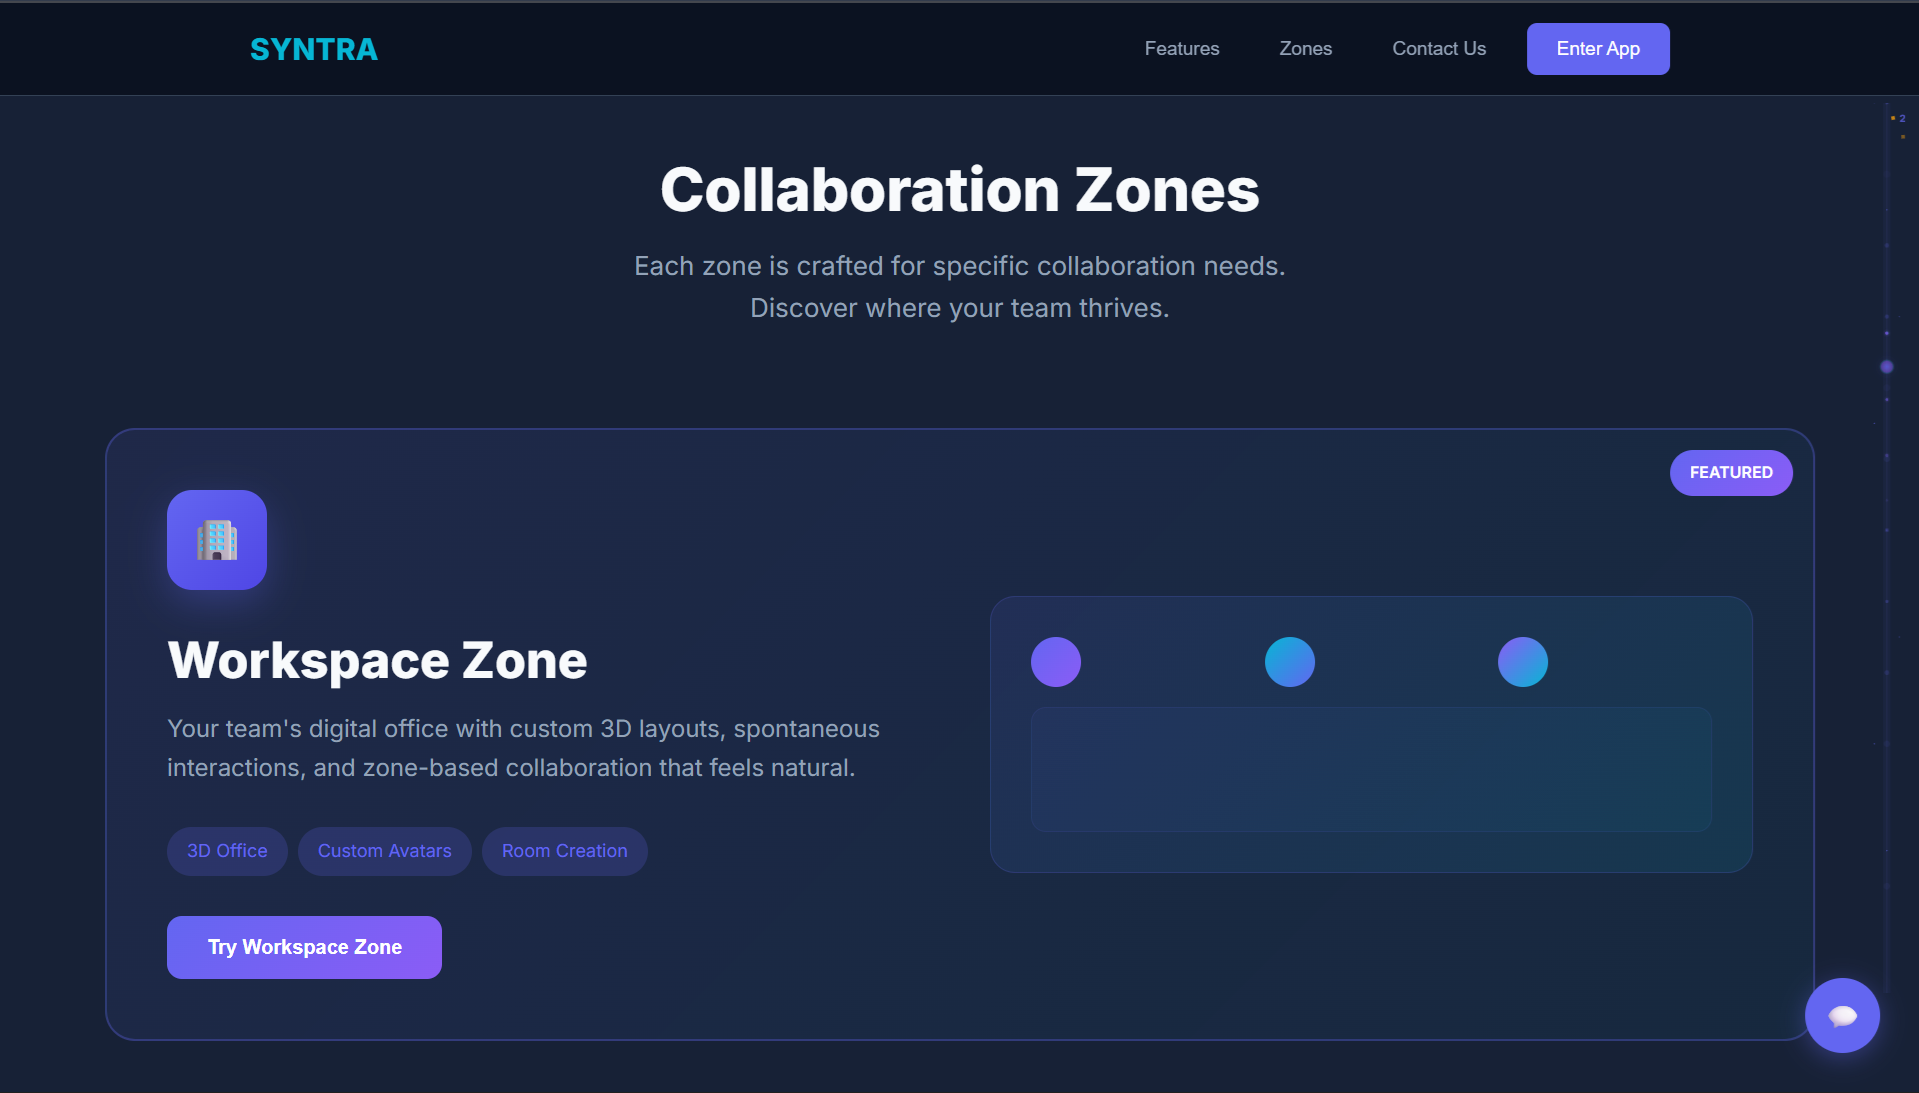 SYNTRA
Features
Zones
Contact Us
Enter App
2
Collaboration Zones
Each zone is crafted for specific collaboration needs.
Discover where your team thrives.
FEATURED
Workspace Zone
Your team's digital office with custom 3D layouts, spontaneous
interactions, and zone-based collaboration that feels natural.
3D Office
Custom Avatars
Room Creation
Try Workspace Zone